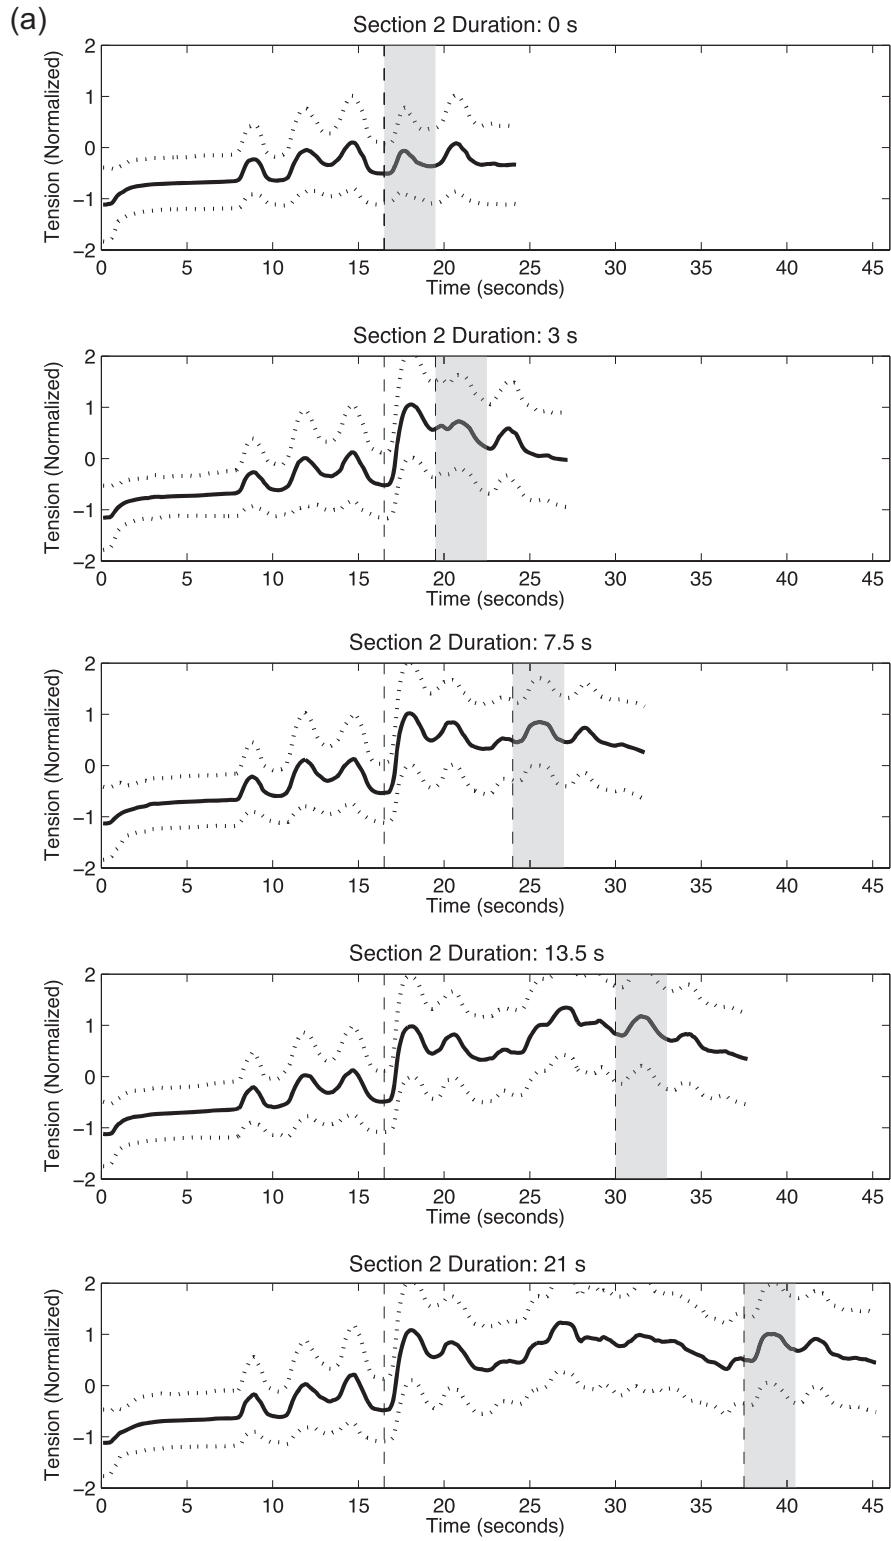 (a)
Section 2 Duration: 0 s
Tension (Normalized)
2
1
0
−1
−2
0 5 10 15 20 25 30 35 40 45
Time (seconds)
Section 2 Duration: 3 s
Tension (Normalized)
2
1
0
−1
−2
0 5 10 15 20 25 30 35 40 45
Time (seconds)
Section 2 Duration: 7.5 s
Tension (Normalized)
2
1
0
−1
−2
0 5 10 15 20 25 30 35 40 45
Time (seconds)
Section 2 Duration: 13.5 s
Tension (Normalized)
2
1
0
−1
−2
0 5 10 15 20 25 30 35 40 45
Time (seconds)
Section 2 Duration: 21 s
Tension (Normalized)
2
1
0
−1
−2
0 5 10 15 20 25 30 35 40 45
Time (seconds)